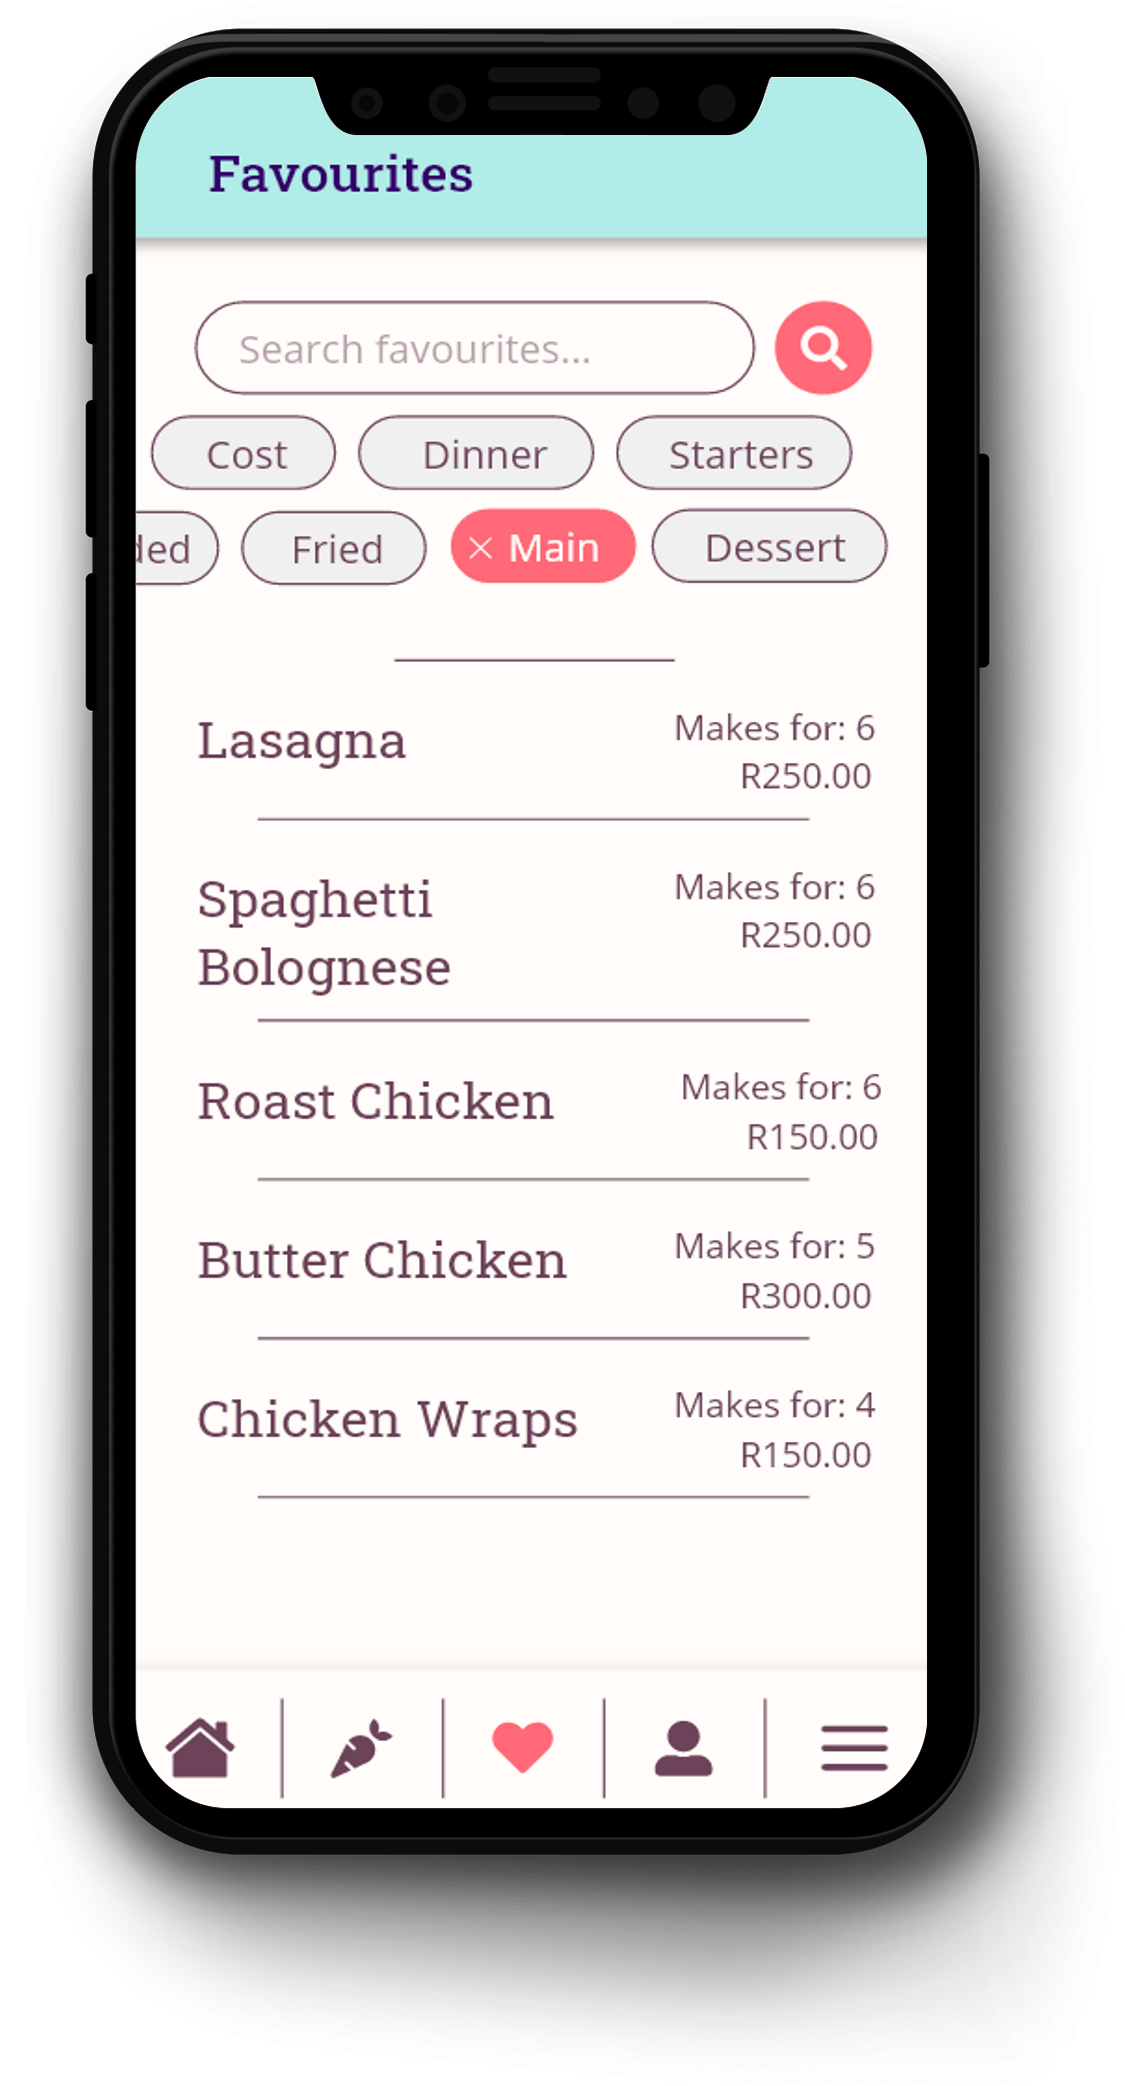 Favourites
Search favourites...
Cost Dinner Starters
Fried Main Dessert
Lasagna
Makes for: 6
R250.00
Spaghetti
Bolognese
Makes for: 6
R250.00
Roast Chicken
Makes for: 6
R150.00
Butter Chicken
Makes for: 5
R300.00
Chicken Wraps
Makes for: 4
R150.00